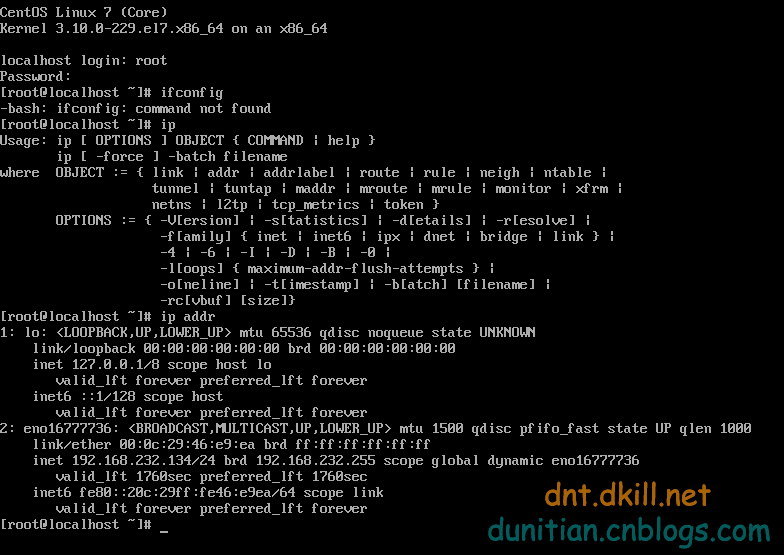 CentOS Linux 7 (Core)
Kernel 3.10.0-229.el7.x86_64 on an x86_64
localhost login: root
Password:
[root@localhost ~]# ifconfig
-bash: ifconfig: command not found
[root@localhost ~]# ip
Usage: ip [ OPTIONS ] OBJECT { COMMAND | help }
       ip [ -force ] -batch filename
where  OBJECT := { link | addr | addrlabel | route | rule | neigh | ntable |
                   tunnel | tuntap | maddr | mroute | mrule | monitor | xfrm |
                   netns | l2tp | tcp_metrics | token }
       OPTIONS := { -V[ersion] | -s[tatistics] | -d[etails] | -r[esolve] |
                    -f[amily] { inet | inet6 | ipx | dnet | bridge | link } |
                    -4 | -6 | -I | -D | -B | -0 |
                    -l[oops] { maximum-addr-flush-attempts } |
                    -o[neline] | -t[imestamp] | -b[atch] [filename] |
                    -rc[vbuf] [size]}
[root@localhost ~]# ip addr
1: lo: <LOOPBACK,UP,LOWER_UP> mtu 65536 qdisc noqueue state UNKNOWN
    link/loopback 00:00:00:00:00:00 brd 00:00:00:00:00:00
    inet 127.0.0.1/8 scope host lo
       valid_lft forever preferred_lft forever
    inet6 ::1/128 scope host
       valid_lft forever preferred_lft forever
2: eno16777736: <BROADCAST,MULTICAST,UP,LOWER_UP> mtu 1500 qdisc pfifo_fast state UP qlen 1000
    link/ether 00:0c:29:46:e9:ea brd ff:ff:ff:ff:ff:ff
    inet 192.168.232.134/24 brd 192.168.232.255 scope global dynamic eno16777736
       valid_lft 1760sec preferred_lft 1760sec
    inet6 fe80::20c:29ff:fe46:e9ea/64 scope link
       valid_lft forever preferred_lft forever
[root@localhost ~]# _
dnt.dkill.net
dunitian.cnblogs.com